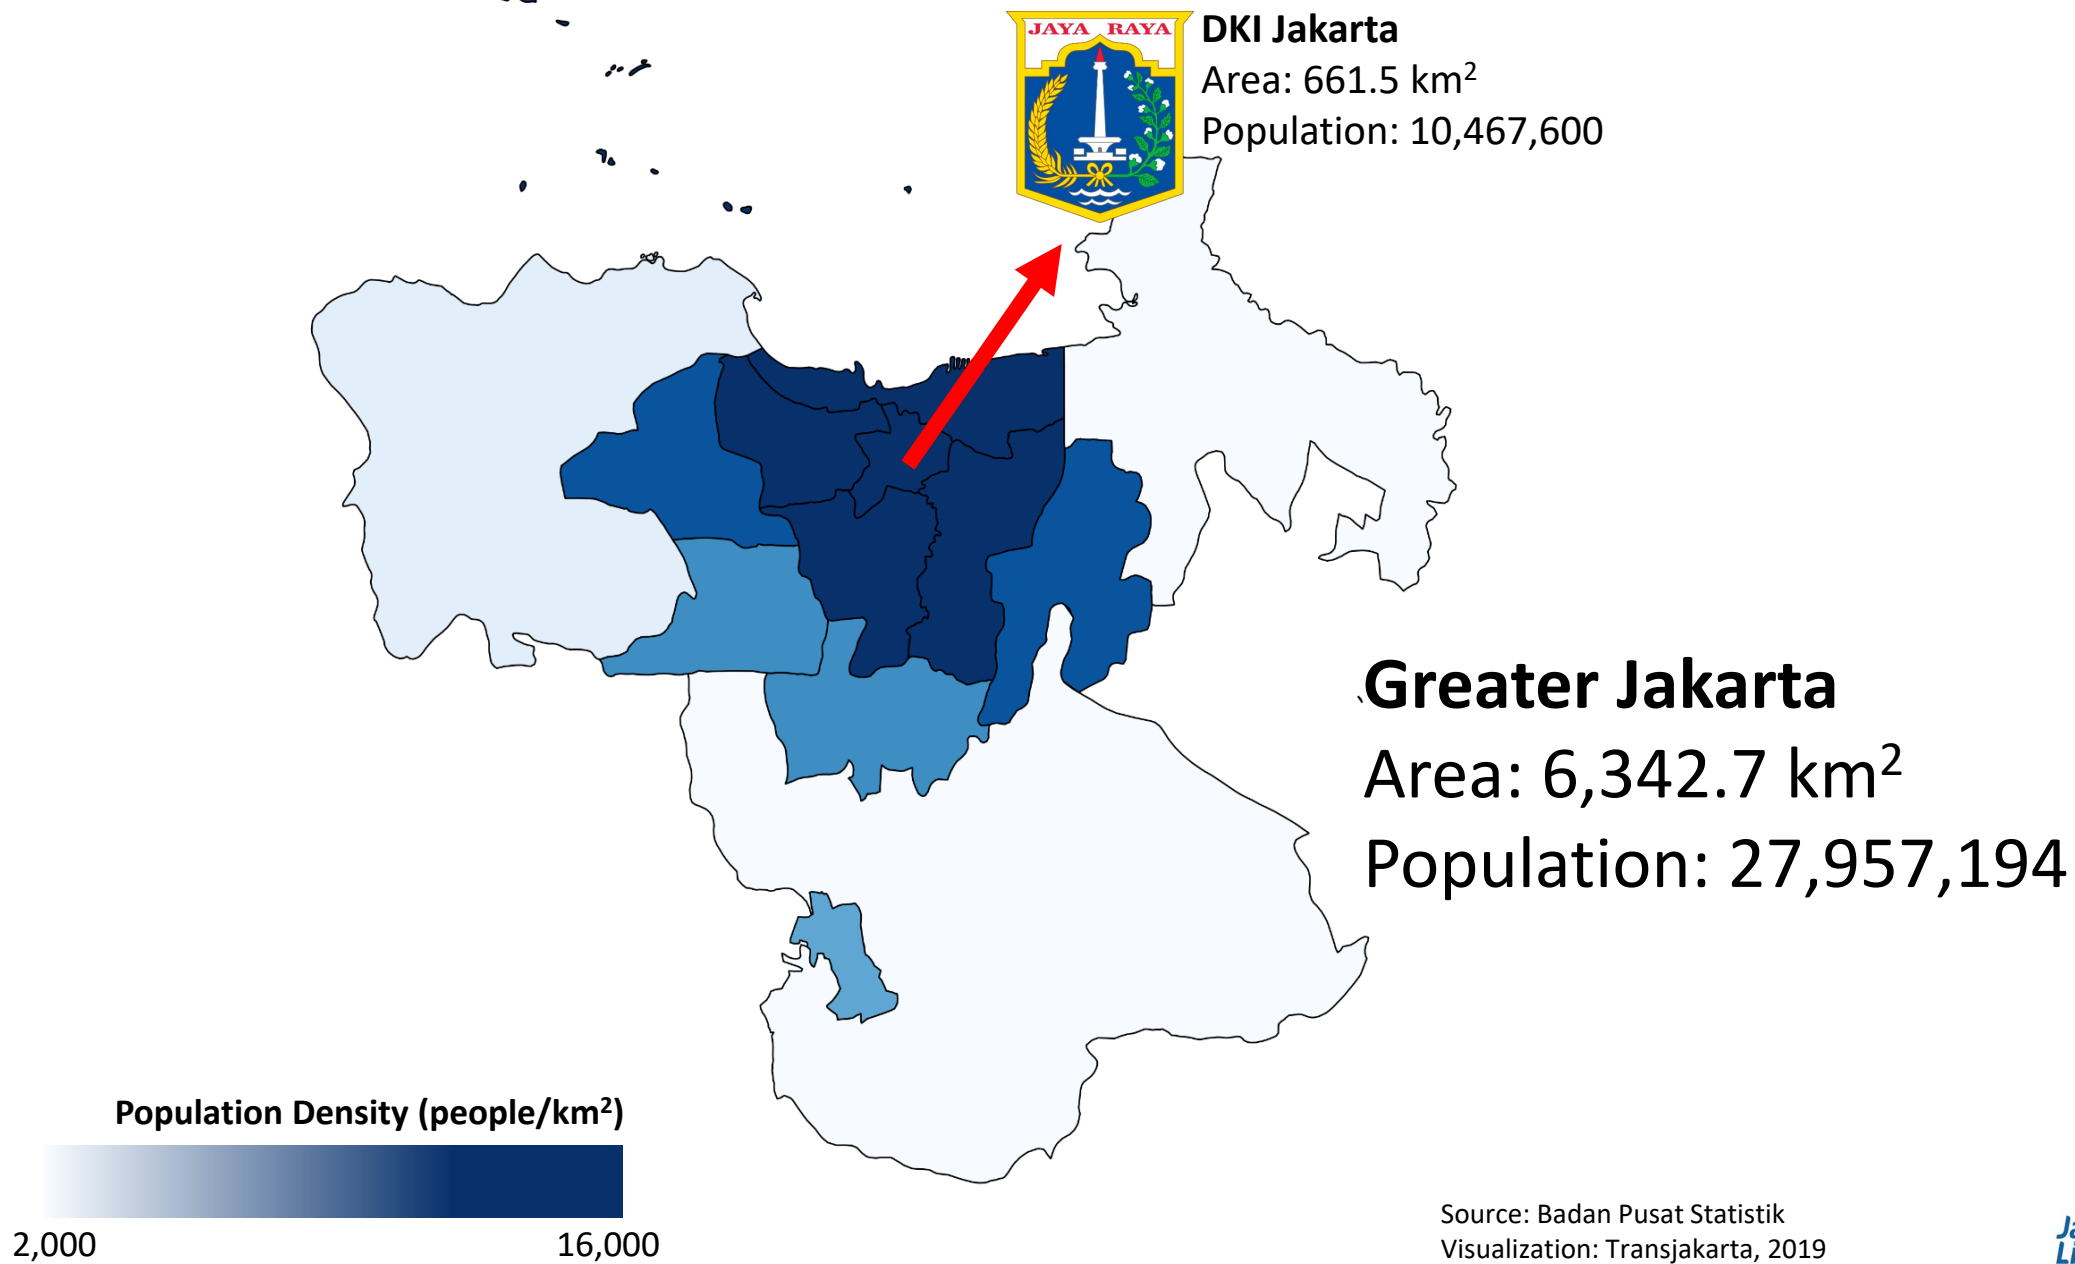 JAYA RAYA
DKI Jakarta
Area: 661.5 km²
Population: 10,467,600
Greater Jakarta
Area: 6,342.7 km²
Population: 27,957,194
Population Density (people/km²)
2,000 16,000
Source: Badan Pusat Statistik
Visualization: Transjakarta, 2019